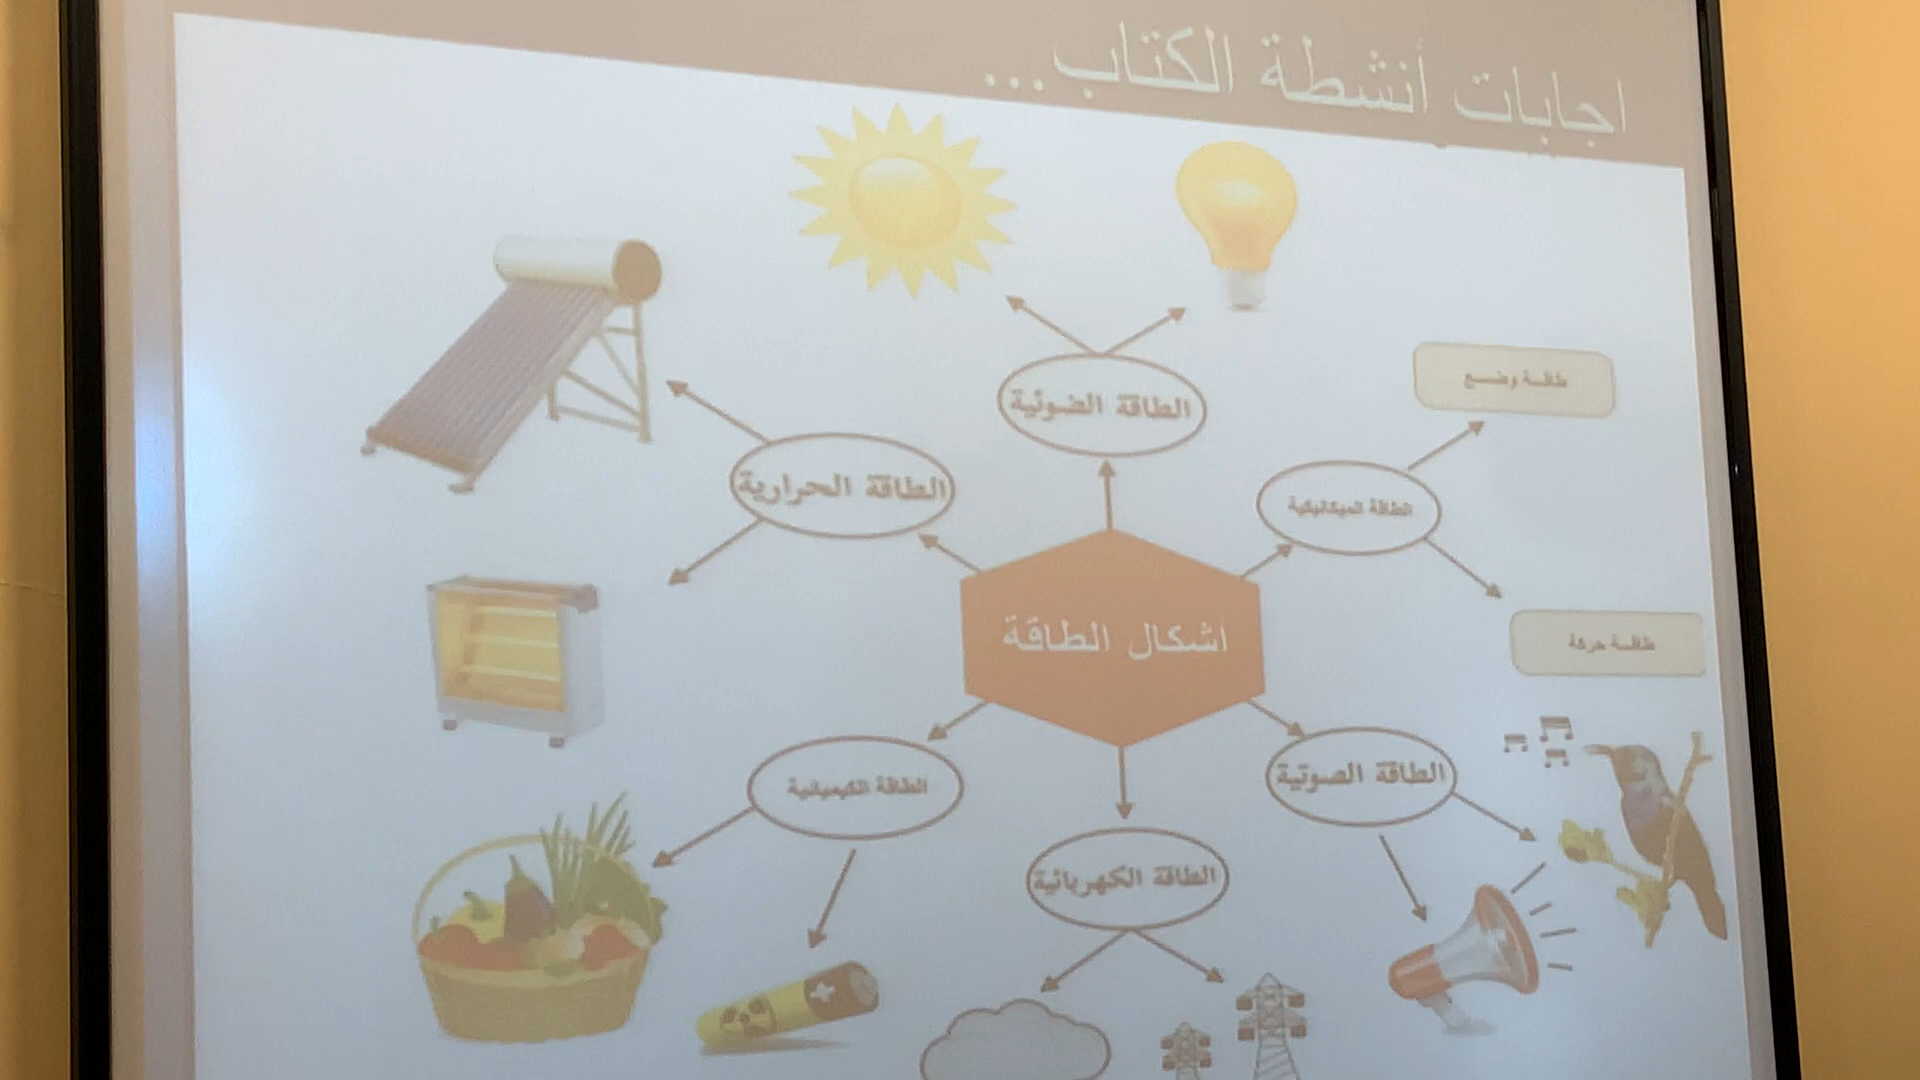 اجابات أنشطة الكتاب...
الطاقة الضوئية
طاقة وضع
الطاقة الحرارية
الطاقة الميكانيكية
أشكال الطاقة
طاقة حركة
الطاقة الصوتية
الطاقة الكيميائية
الطاقة الكهربائية